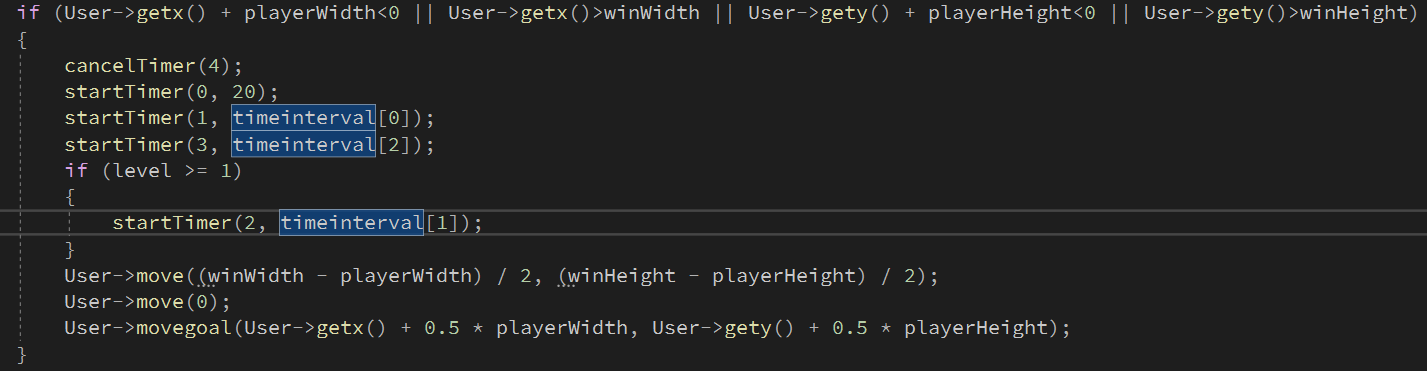 if (User->getx() + playerWidth<0 || User->getx()>winWidth || User->gety() + playerHeight<0 || User->gety()>winHeight)
{
    cancelTimer(4);
    startTimer(0, 20);
    startTimer(1, timeinterval[0]);
    startTimer(3, timeinterval[2]);
    if (level >= 1)
    {
        startTimer(2, timeinterval[1]);
    }
    User->move((winWidth - playerWidth) / 2, (winHeight - playerHeight) / 2);
    User->move(0);
    User->movegoal(User->getx() + 0.5 * playerWidth, User->gety() + 0.5 * playerHeight);
}